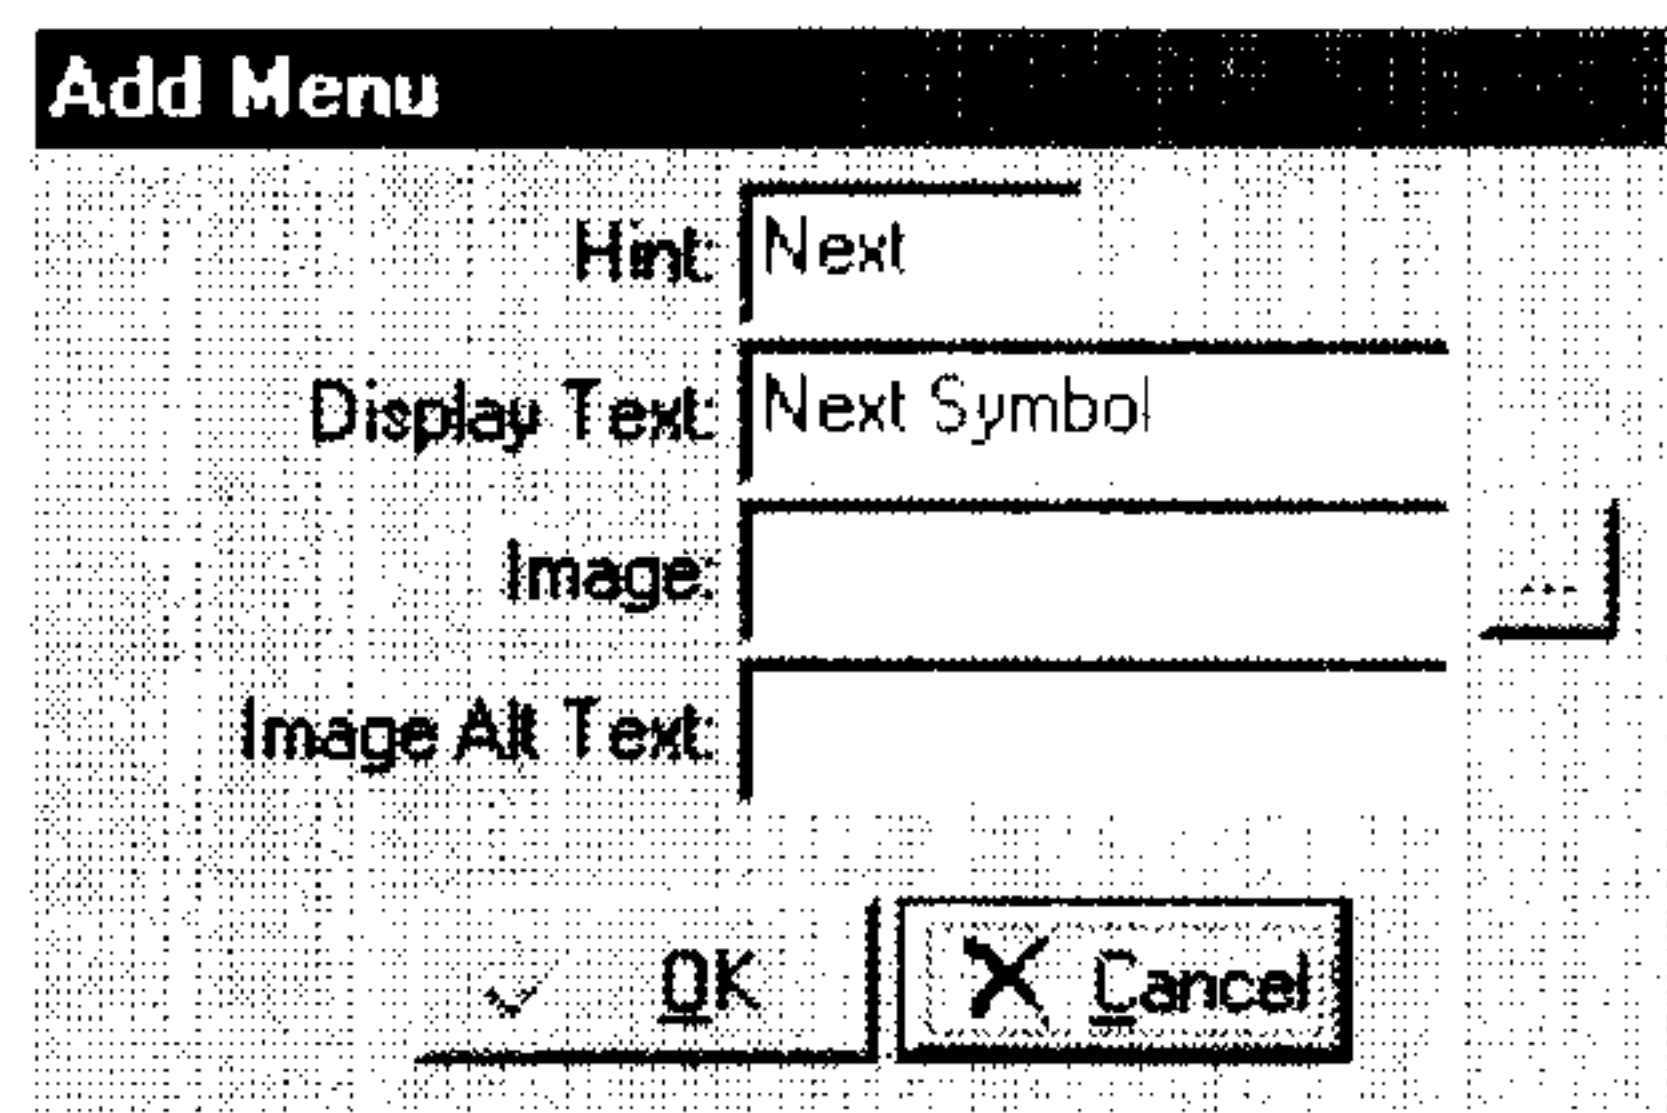 Add Menu
Hint: Next
Display Text: Next Symbol
Image:
...
Image Alt Text:
OK Cancel